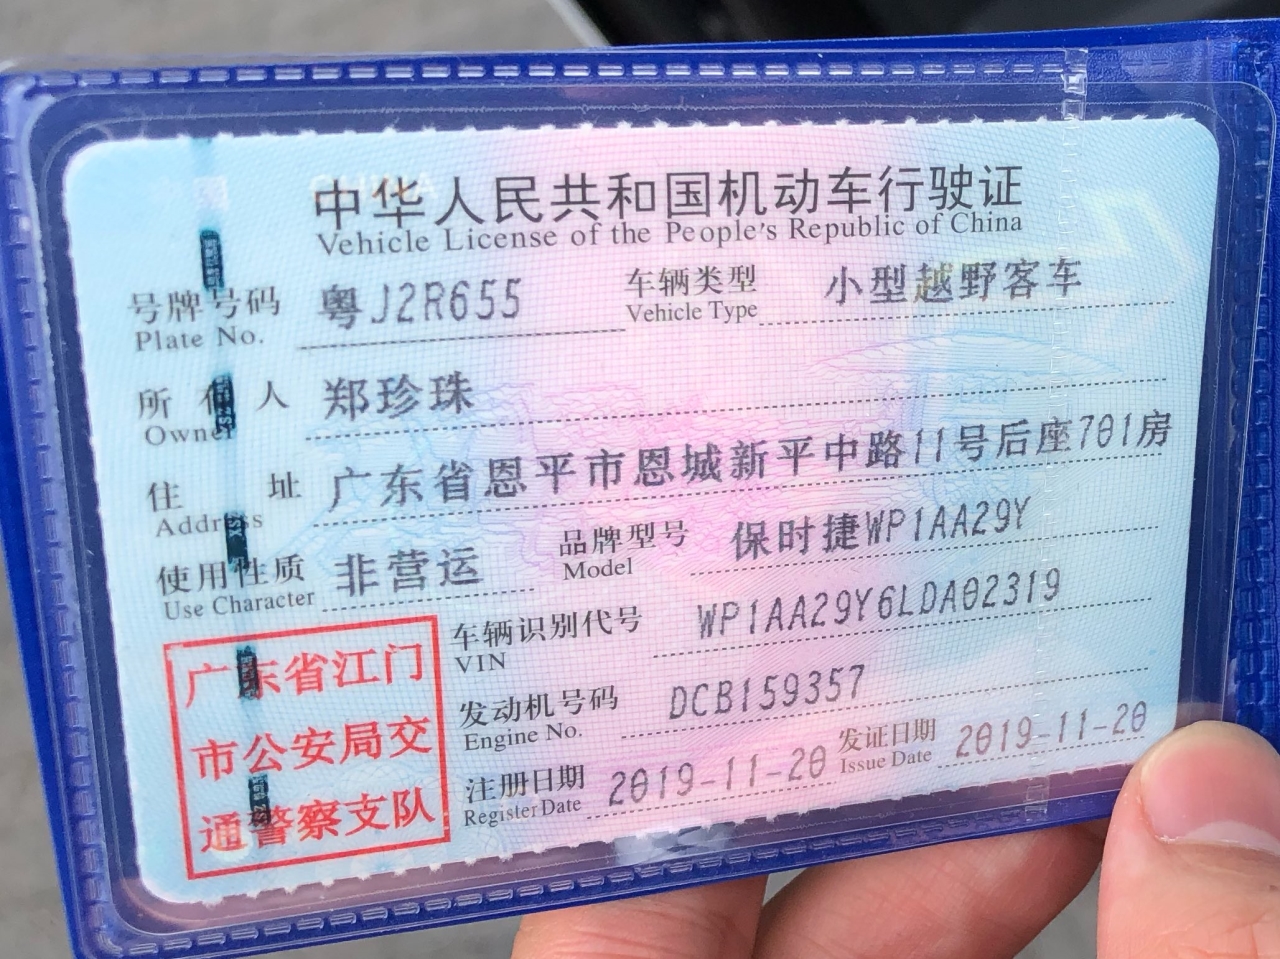 中华人民共和国机动车行驶证
Vehicle License of the People's Republic of China
号牌号码 粤J2R655 车辆类型 小型越野客车
Plate No. Vehicle Type
所有人 郑珍珠
Owner
住址 广东省恩平市恩城新平中路11号后座701房
Address
使用性质 非营运 品牌型号 保时捷WP1AA29Y
Use Character Model
车辆识别代号 WP1AA29Y6LDA02319
VIN
发动机号码 DCB159357
Engine No.
注册日期 2019-11-20 发证日期 2019-11-20
Register Date Issue Date
广东省江门
市公安局交
通警察支队